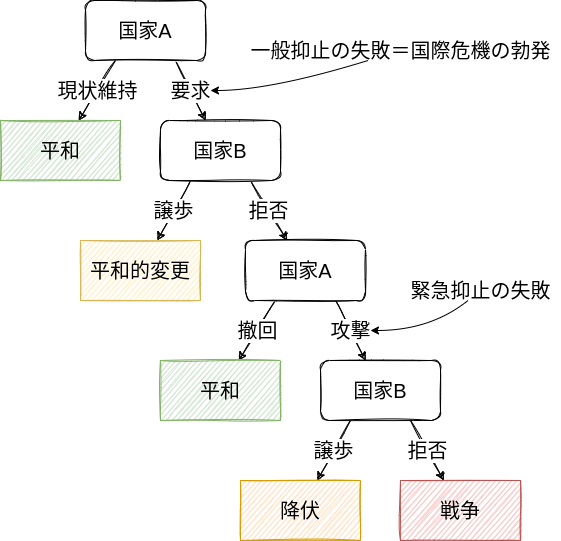 国家A
一般抑止の失敗＝国際危機の勃発
現状維持
要求
平和
国家B
譲歩
拒否
平和的変更
国家A
緊急抑止の失敗
撤回
攻撃
平和
国家B
譲歩
拒否
降伏
戦争